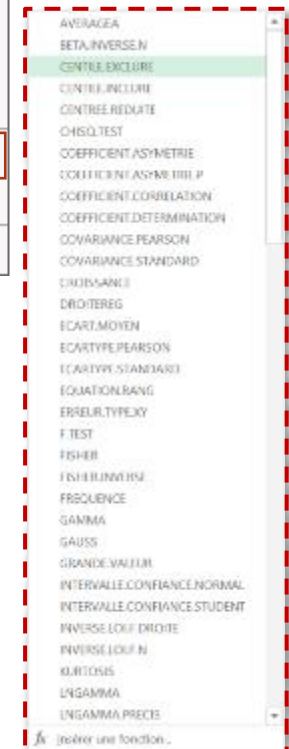 AVERAGEA
BETA.INVERSE.N
CENTILE.EXCLURE
CENTILE.INCLURE
CENTREE.REDUITE
CHISQ.TEST
COEFFICIENT.ASYMETRIE
COEFFICIENT.ASYMETRIE.P
COEFFICIENT.CORRELATION
COEFFICIENT.DETERMINATION
COVARIANCE.PEARSON
COVARIANCE.STANDARD
CROISSANCE
DROITEREG
ECART.MOYEN
ECARTYPE.PEARSON
ECARTYPE.STANDARD
EQUATION.RANG
ERREUR.TYPE.XY
F.TEST
FISHER
FISHER.INVERSE
FREQUENCE
GAMMA
GAUSS
GRANDE.VALEUR
INTERVALLE.CONFIANCE.NORMAL
INTERVALLE.CONFIANCE.STUDENT
INVERSE.LOI.F.DROITE
INVERSE.LOI.F.N
KURTOSIS
LNGAMMA
LNGAMMA.PRECIS
fx Insérer une fonction...